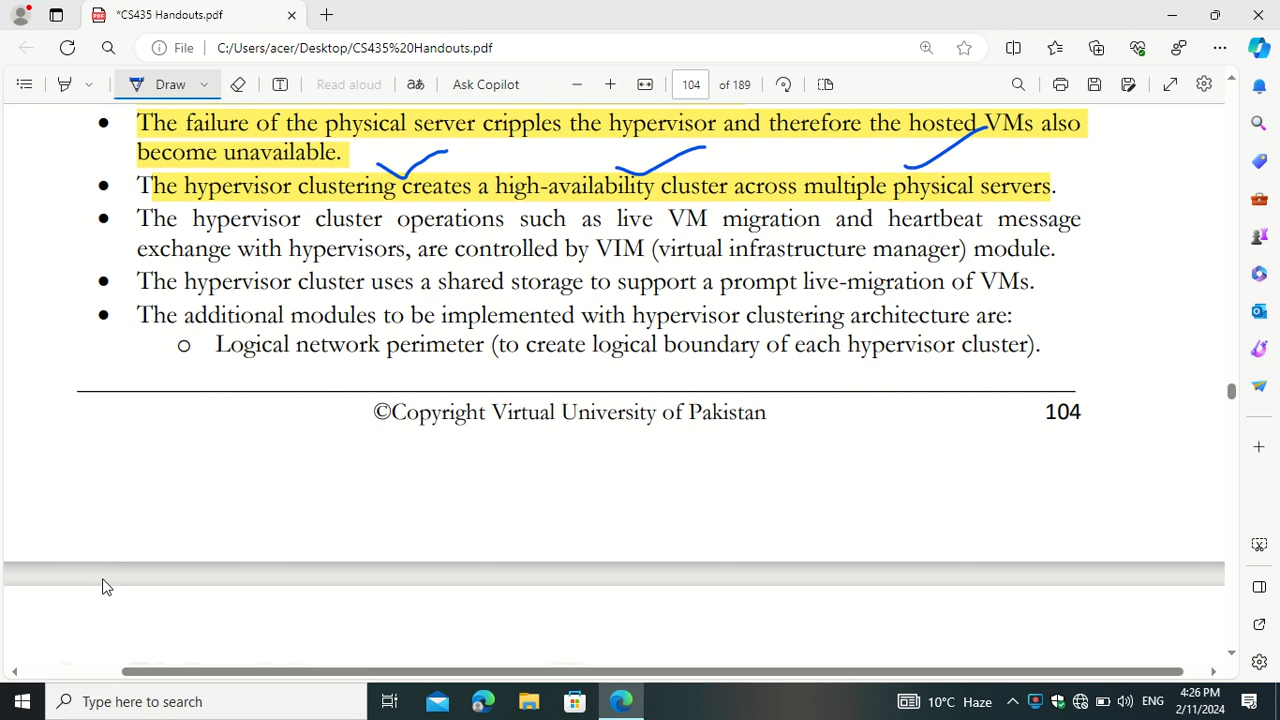 *CS435 Handouts.pdf
File C:/Users/acer/Desktop/CS435%20Handouts.pdf
Draw Read aloud aあ Ask Copilot 104 of 189
The failure of the physical server cripples the hypervisor and therefore the hosted VMs also
become unavailable.
• The hypervisor clustering creates a high-availability cluster across multiple physical servers.
• The hypervisor cluster operations such as live VM migration and heartbeat message
exchange with hypervisors, are controlled by VIM (virtual infrastructure manager) module.
• The hypervisor cluster uses a shared storage to support a prompt live-migration of VMs.
• The additional modules to be implemented with hypervisor clustering architecture are:
o Logical network perimeter (to create logical boundary of each hypervisor cluster).
©Copyright Virtual University of Pakistan 104
Type here to search
10°C Haze ENG 4:26 PM
2/11/2024